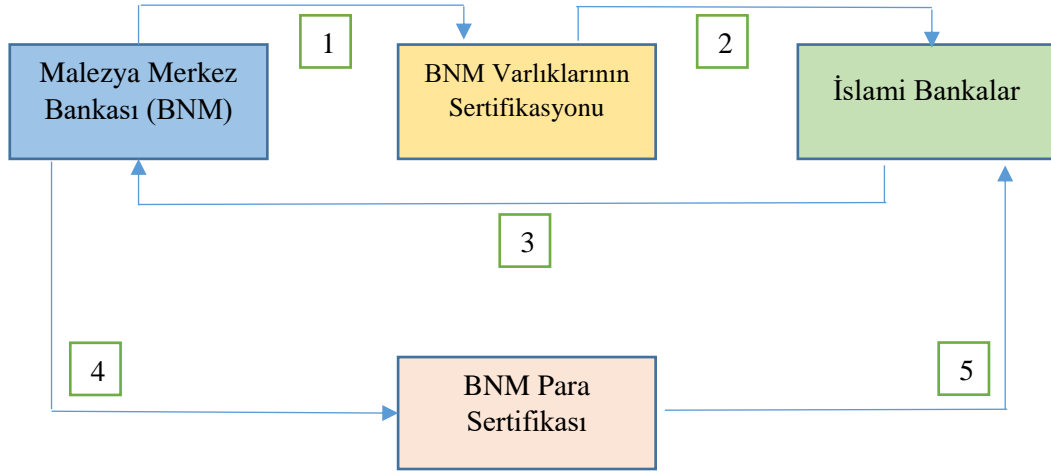 1
2
Malezya Merkez
Bankası (BNM)
BNM Varlıklarının
Sertifikasyonu
İslami Bankalar
3
4
BNM Para
Sertifikası
5